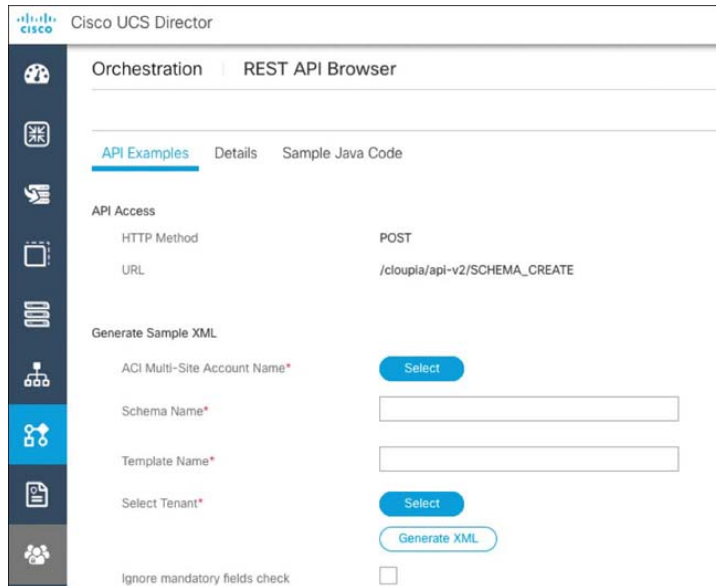 cisco Cisco UCS Director
Orchestration REST API Browser
API Examples Details Sample Java Code
API Access
HTTP Method POST
URL /cloupia/api-v2/SCHEMA_CREATE
Generate Sample XML
ACI Multi-Site Account Name* Select
Schema Name*
Template Name*
Select Tenant* Select
Generate XML
Ignore mandatory fields check